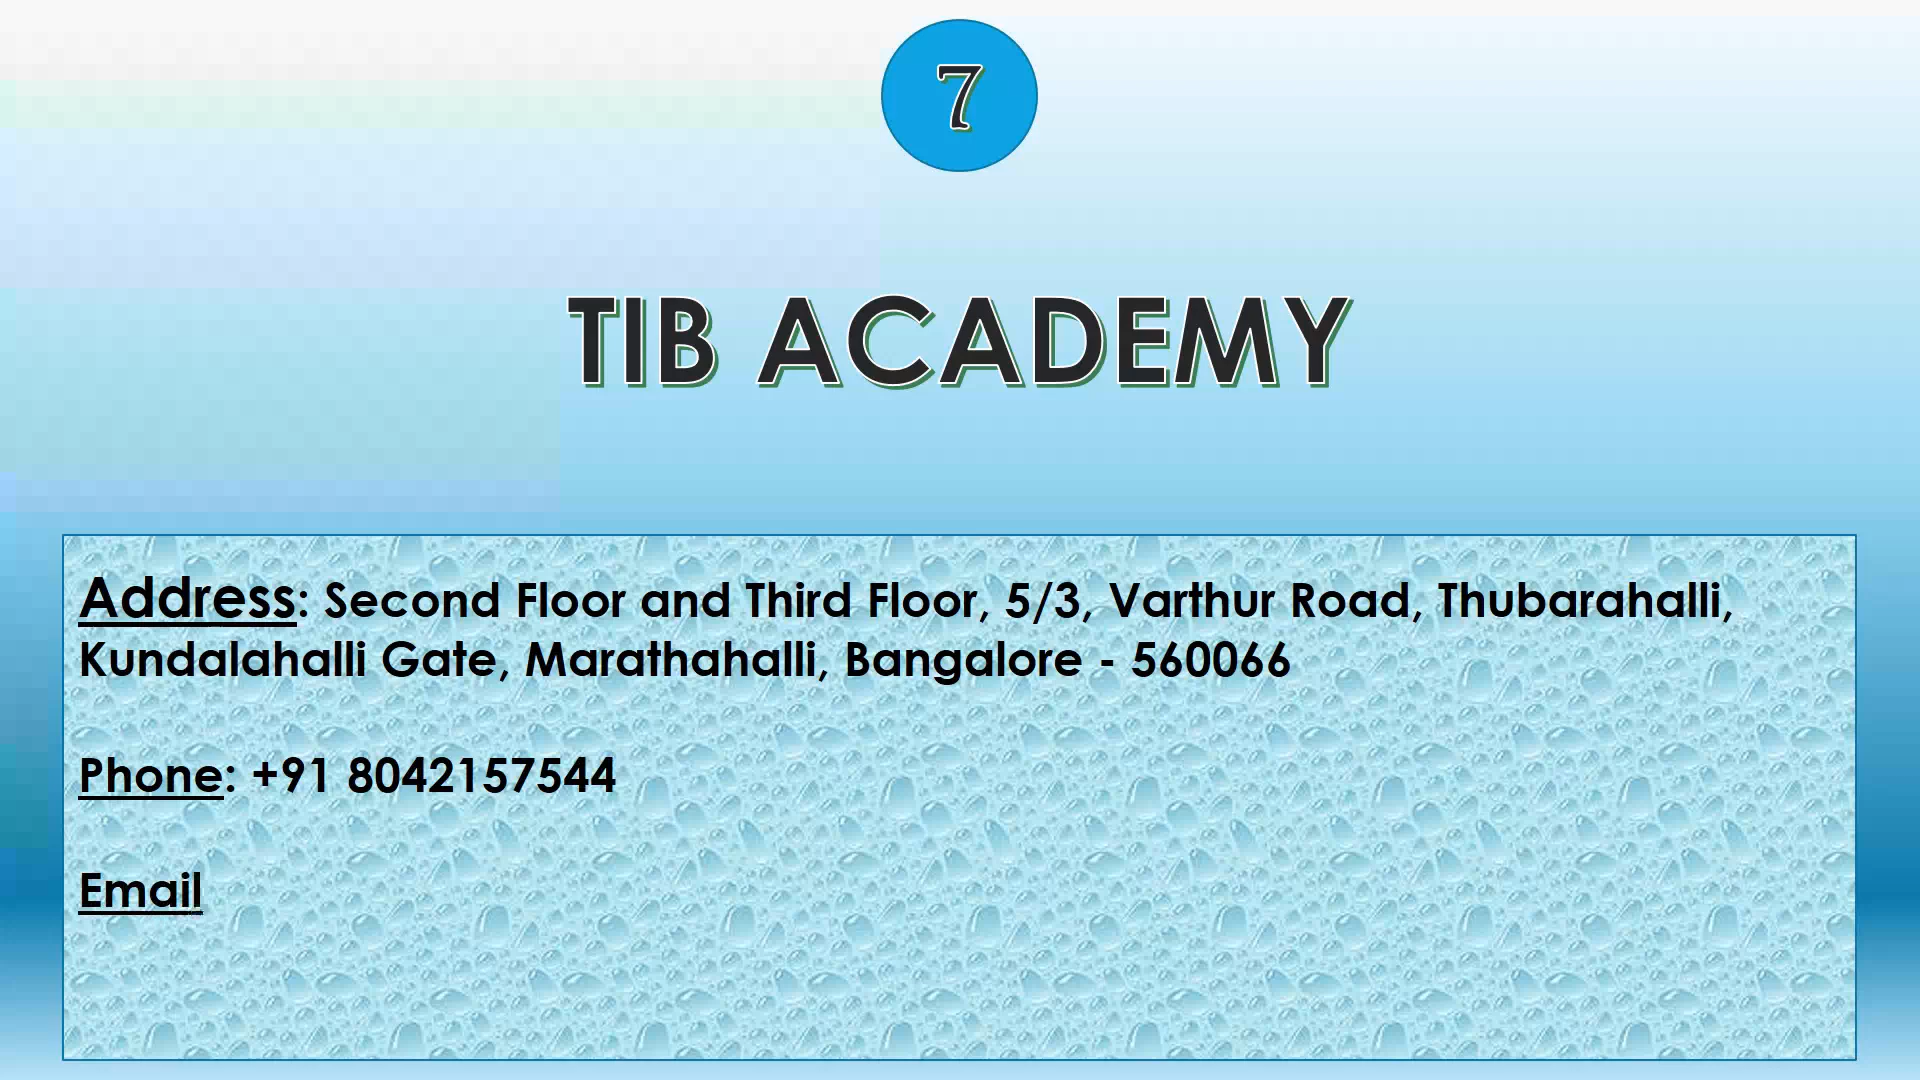 7
TIB ACADEMY
Address: Second Floor and Third Floor, 5/3, Varthur Road, Thubarahalli,
Kundalahalli Gate, Marathahalli, Bangalore - 560066
Phone: +91 8042157544
Email